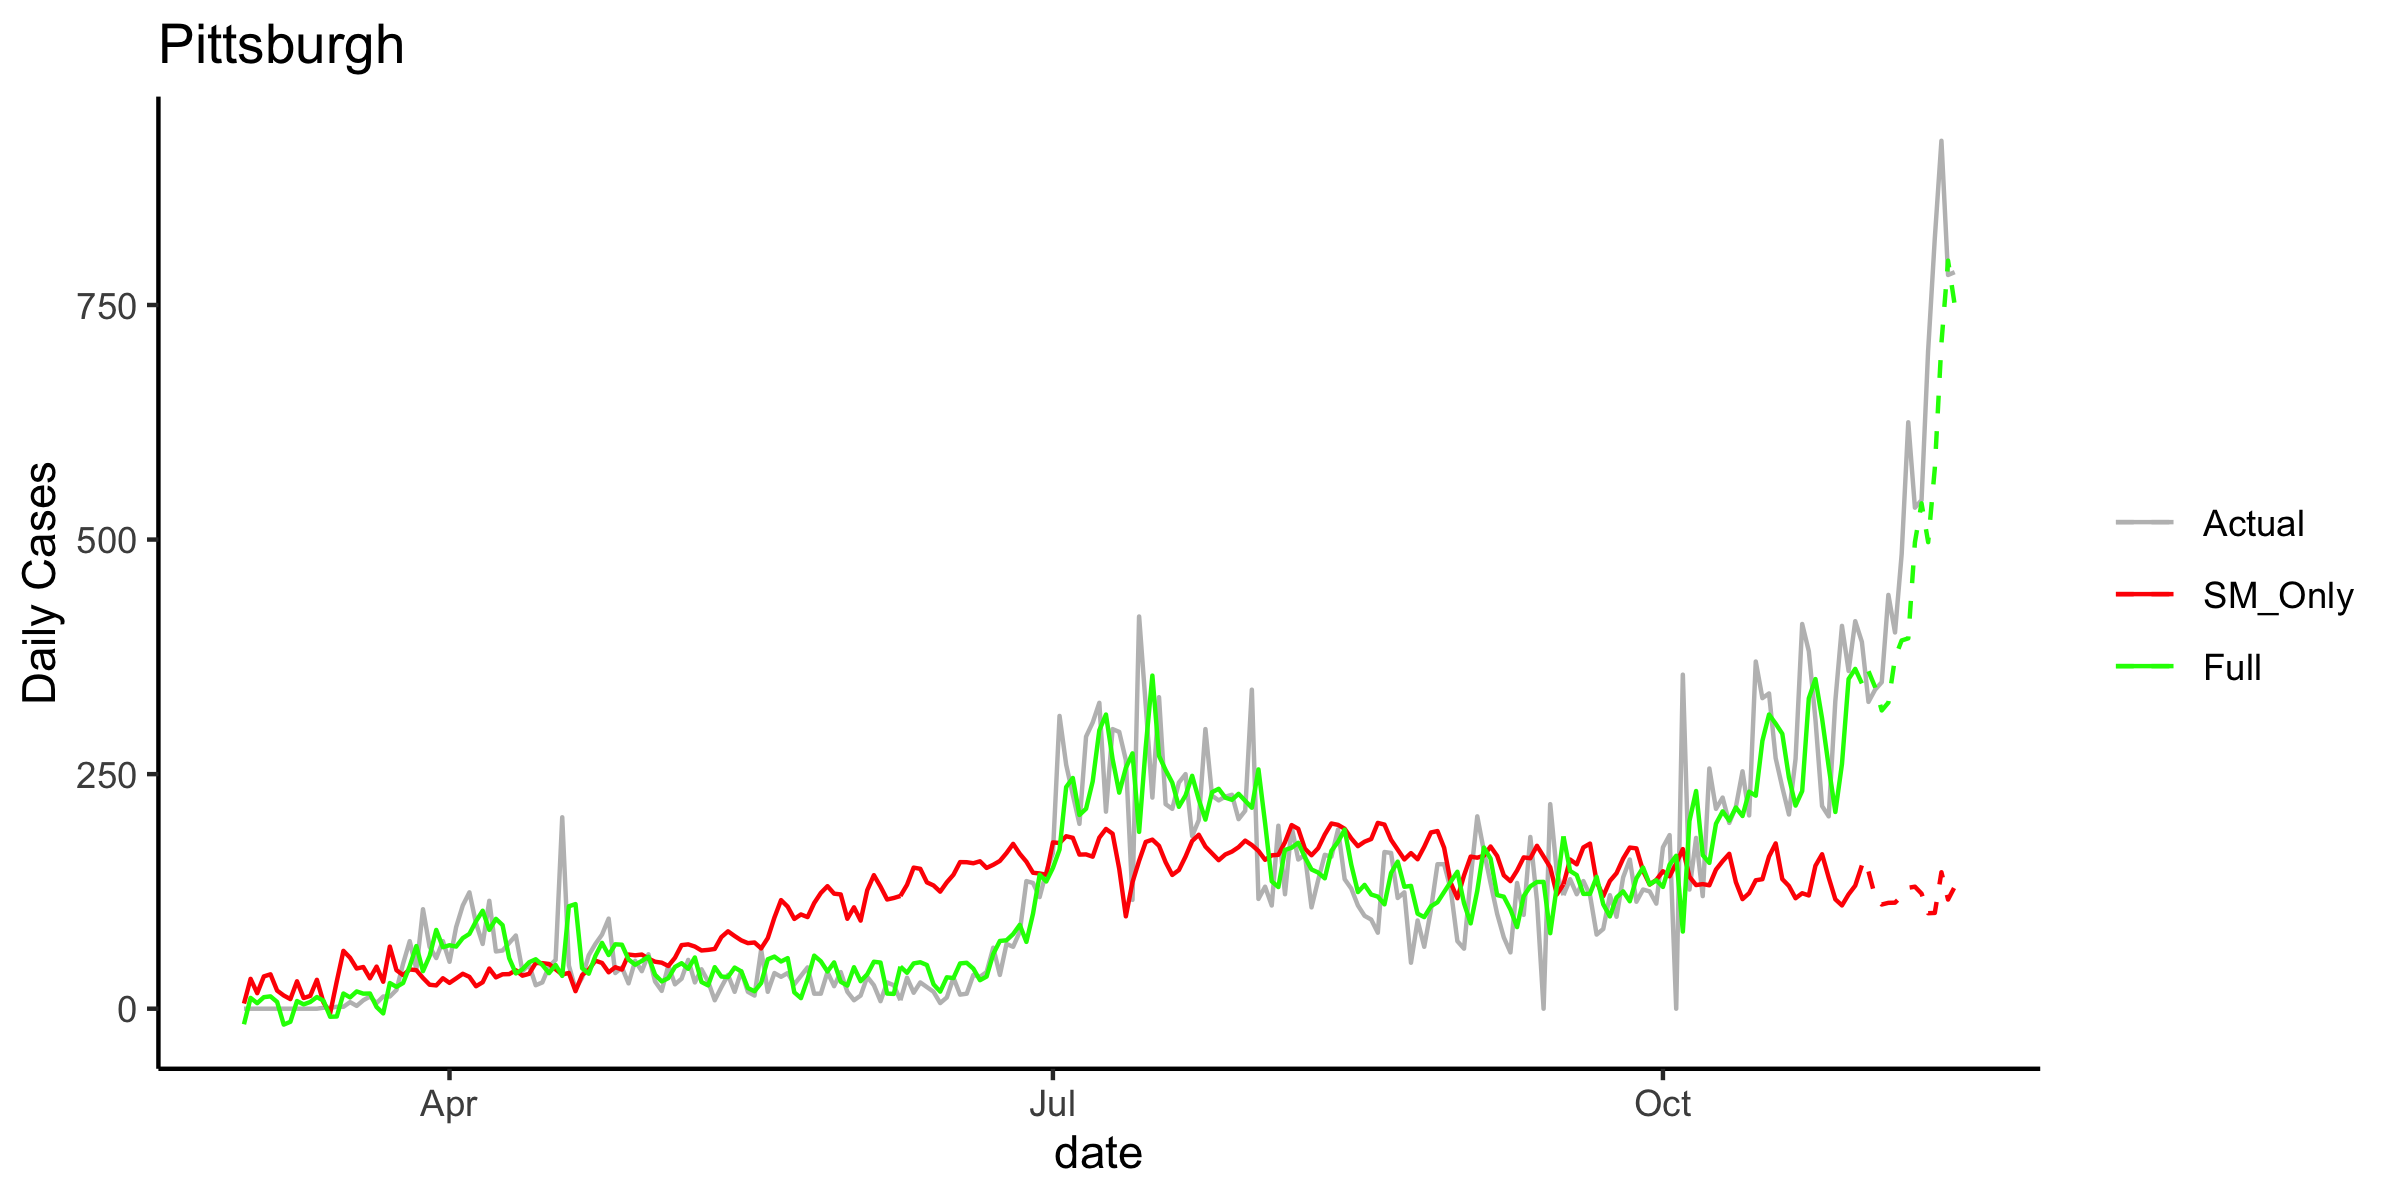 Pittsburgh
Daily Cases
750
500
250
0
Apr
Jul
Oct
date
Actual
SM_Only
Full